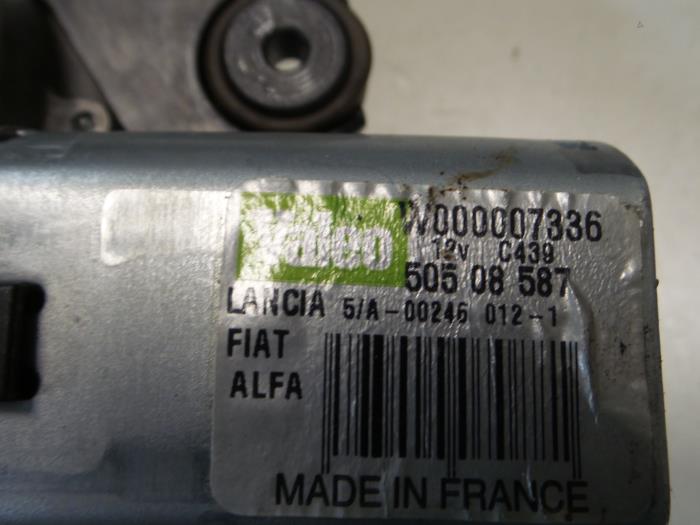 Valeo W000007336
12V C439
505 08 587
LANCIA 5/A-00246 012-1
FIAT
ALFA
MADE IN FRANCE